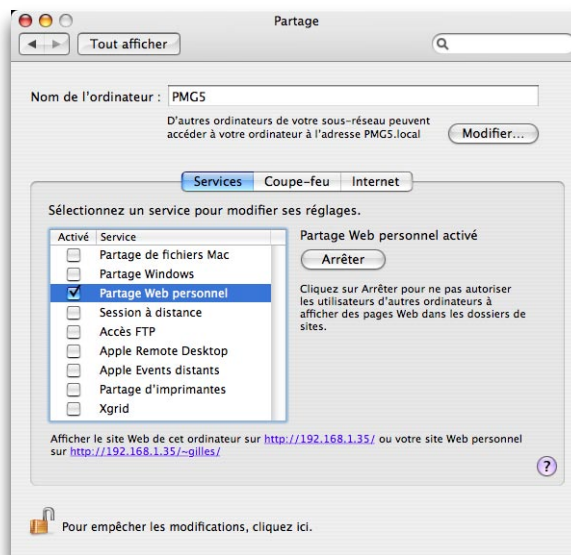 Partage
Tout afficher
Nom de l'ordinateur : PMG5
D'autres ordinateurs de votre sous-réseau peuvent
accéder à votre ordinateur à l'adresse PMG5.local
Modifier...
Services Coupe-feu Internet
Sélectionnez un service pour modifier ses réglages.
Activé Service
Partage de fichiers Mac
Partage Windows
Partage Web personnel
Session à distance
Accès FTP
Apple Remote Desktop
Apple Events distants
Partage d'imprimantes
Xgrid
Partage Web personnel activé
Arrêter
Cliquez sur Arrêter pour ne pas autoriser
les utilisateurs d'autres ordinateurs à
afficher des pages Web dans les dossiers de
sites.
Afficher le site Web de cet ordinateur sur http://192.168.1.35/ ou votre site Web personnel
sur http://192.168.1.35/~gilles/
?
Pour empêcher les modifications, cliquez ici.